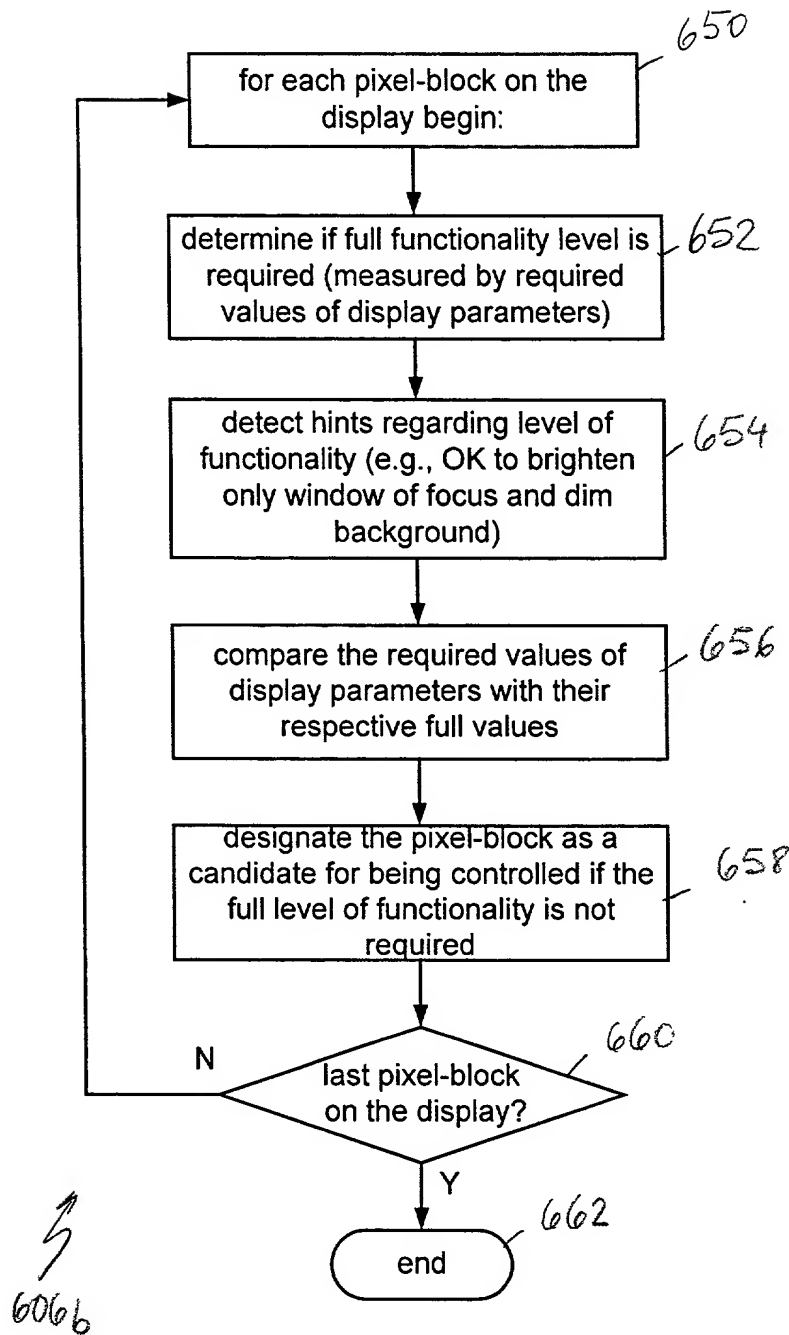 650
for each pixel-block on the
display begin:
determine if full functionality level is
required (measured by required
values of display parameters)
652
detect hints regarding level of
functionality (e.g., OK to brighten
only window of focus and dim
background)
654
compare the required values of
display parameters with their
respective full values
656
designate the pixel-block as a
candidate for being controlled if the
full level of functionality is not
required
658
660
N
last pixel-block
on the display?
Y
662
end
606b